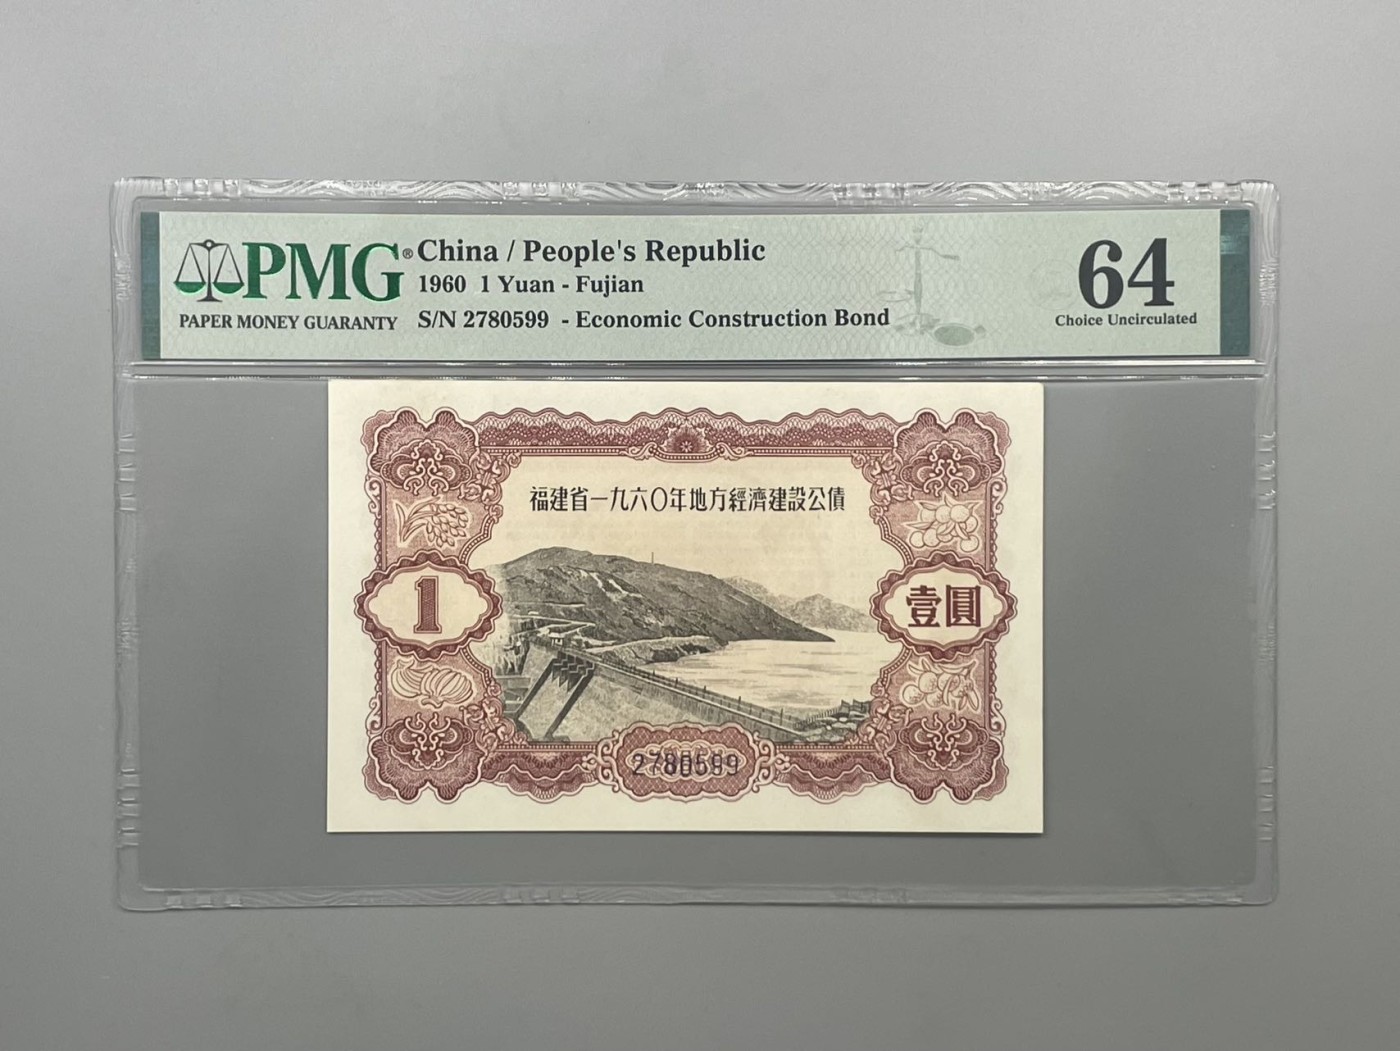 PMG®
PAPER MONEY GUARANTY
China / People's Republic
1960 1 Yuan - Fujian
S/N 2780599 - Economic Construction Bond
64
Choice Uncirculated
福建省一九六〇年地方經濟建設公債
1
壹圓
2780599